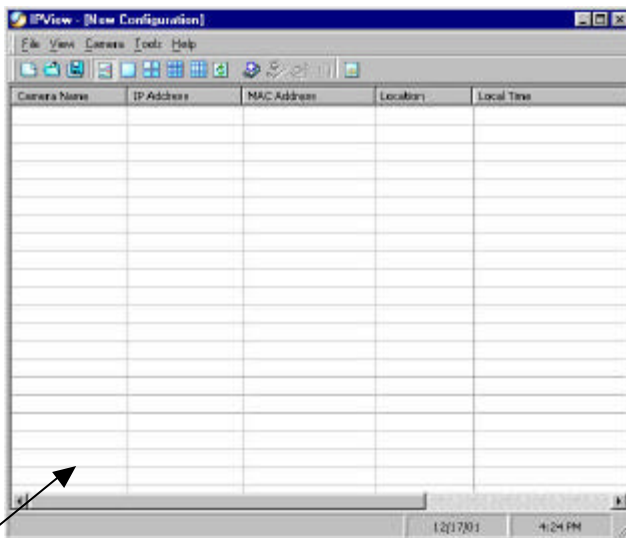 IPView - [New Configuration]
File View Camera Tools Help
Camera Name IP Address MAC Address Location Local Time
12/17/01 4:24 PM